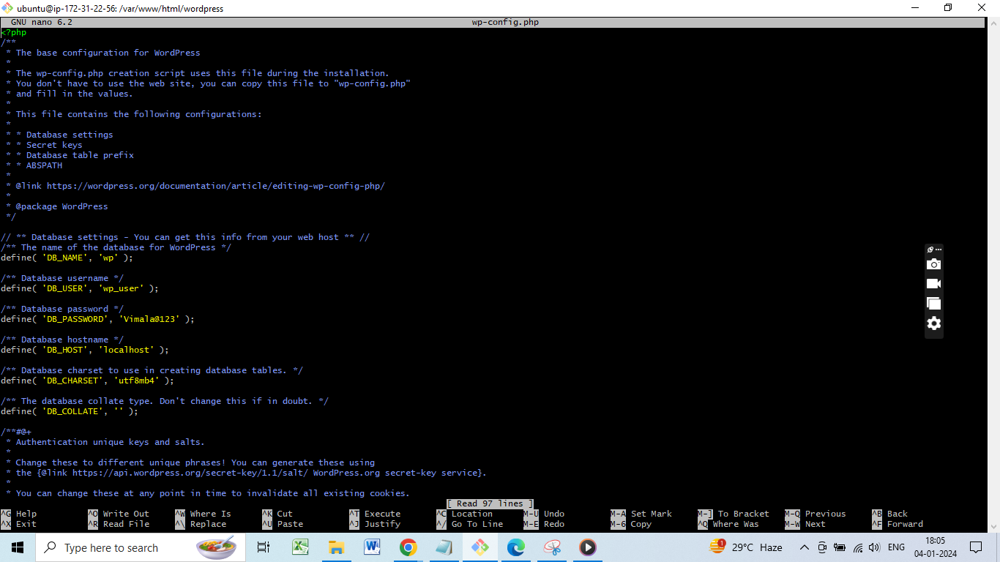 ubuntu@ip-172-31-22-56: /var/www/html/wordpress
GNU nano 6.2 wp-config.php
<?php
/**
 * The base configuration for WordPress
 *
 * The wp-config.php creation script uses this file during the installation.
 * You don't have to use the web site, you can copy this file to "wp-config.php"
 * and fill in the values.
 *
 * This file contains the following configurations:
 *
 * * Database settings
 * * Secret keys
 * * Database table prefix
 * * ABSPATH
 *
 * @link https://wordpress.org/documentation/article/editing-wp-config-php/
 *
 * @package WordPress
 */
// ** Database settings - You can get this info from your web host ** //
/** The name of the database for WordPress */
define( 'DB_NAME', 'wp' );
/** Database username */
define( 'DB_USER', 'wp_user' );
/** Database password */
define( 'DB_PASSWORD', 'Vimala@123' );
/** Database hostname */
define( 'DB_HOST', 'localhost' );
/** Database charset to use in creating database tables. */
define( 'DB_CHARSET', 'utf8mb4' );
/** The database collate type. Don't change this if in doubt. */
define( 'DB_COLLATE', '' );
/**#@+
 * Authentication unique keys and salts.
 *
 * Change these to different unique phrases! You can generate these using
 * the {@link https://api.wordpress.org/secret-key/1.1/salt/ WordPress.org secret-key service}.
 *
 * You can change these at any point in time to invalidate all existing cookies.
[ Read 97 lines ]
^G Help ^O Write Out ^W Where Is ^K Cut ^T Execute ^C Location M-U Undo M-A Set Mark M-] To Bracket M-Q Previous ^B Back
^X Exit ^R Read File ^\ Replace ^U Paste ^J Justify ^/ Go To Line M-E Redo M-6 Copy ^Q Where Was M-W Next ^F Forward
Type here to search 1 29°C Haze ENG 18:05
04-01-2024